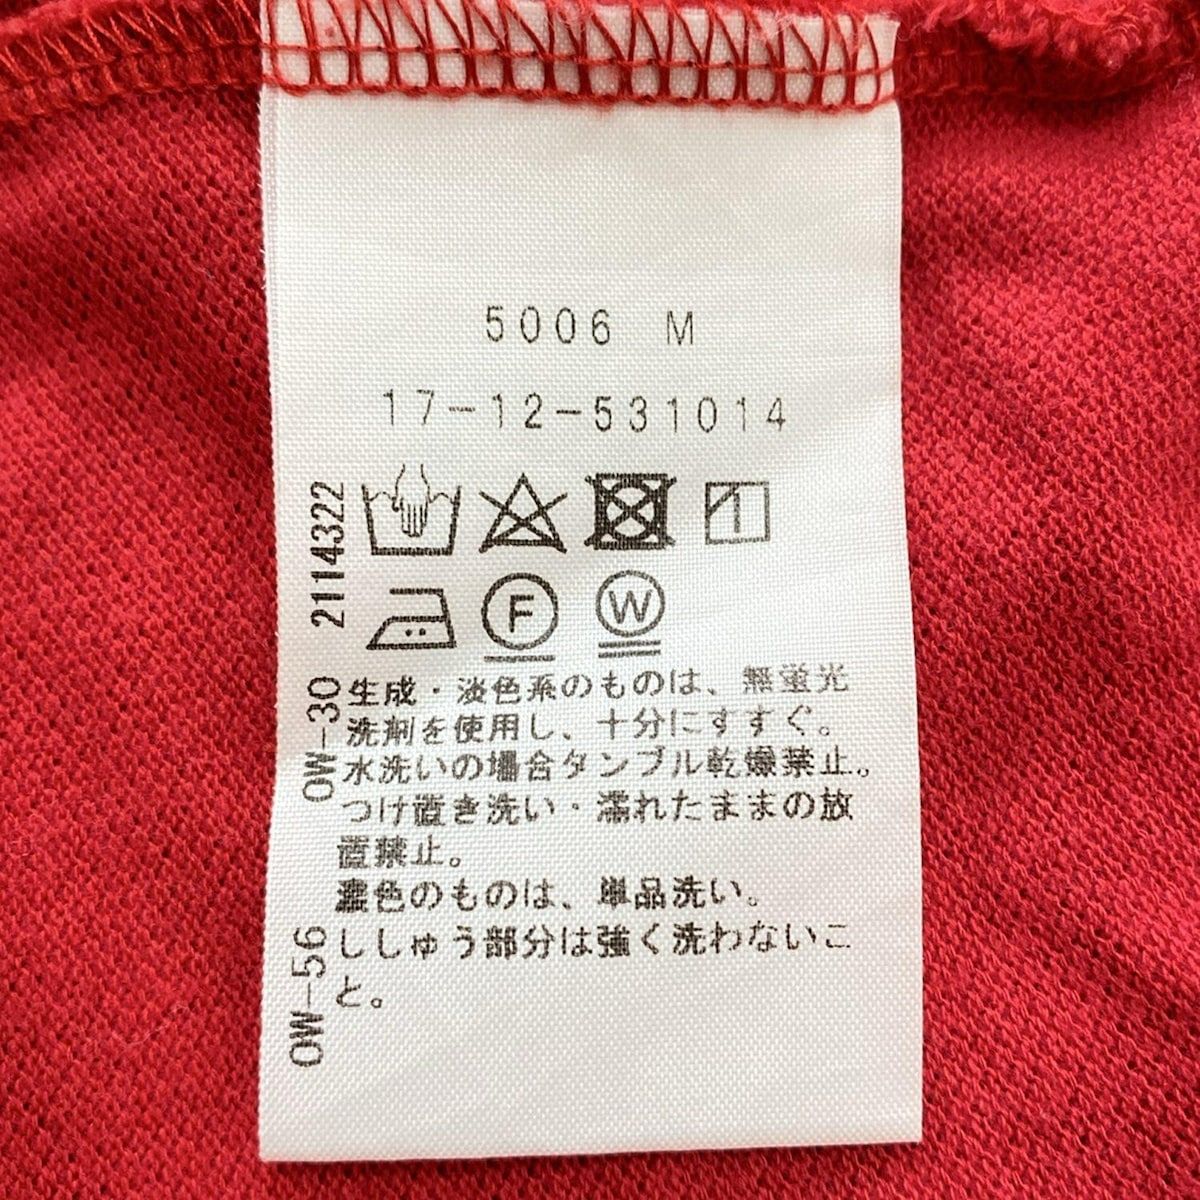 5006 M
17-12-531014
2114322
F W
OW-30
生成・淡色系のものは、無蛍光
洗剤を使用し、十分にすすぐ。
水洗いの場合タンブル乾燥禁止。
つけ置き洗い・濡れたままの放
置禁止。
濃色のものは、単品洗い。
OW-56
ししゅう部分は強く洗わないこ
と。